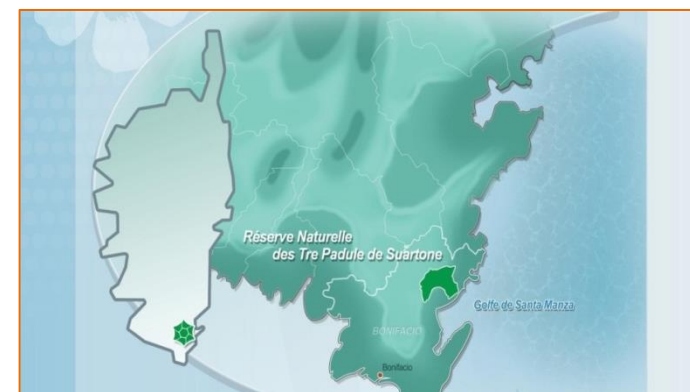 Réserve Naturelle
des Tre Padule de Suartone
Golfe de Santa Manza
BONIFACIO
Bonifacio